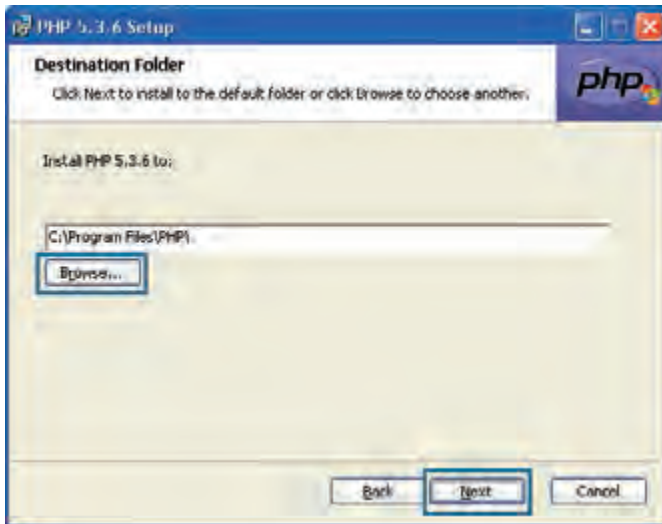 PHP 5.3.6 Setup
Destination Folder
Click Next to install to the default folder or click Browse to choose another.
php
Install PHP 5.3.6 to:
C:\Program Files\PHP\
Browse...
Back
Next
Cancel